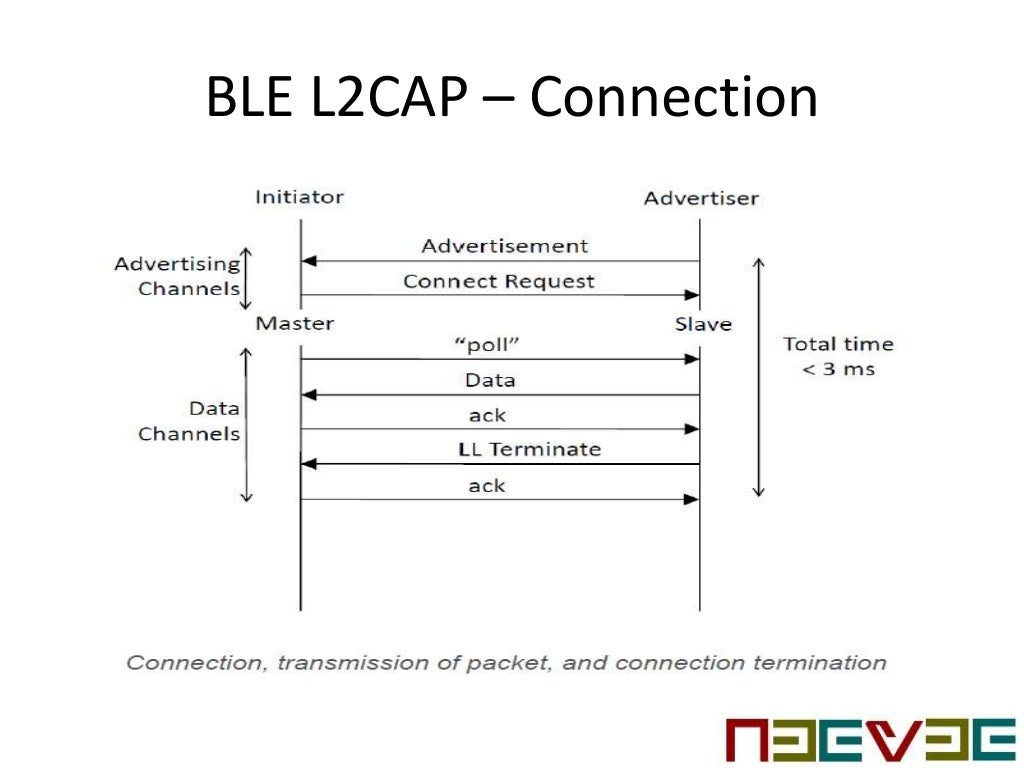 BLE L2CAP – Connection
Initiator
Advertiser
Advertisement
Advertising
Channels
Connect Request
Master
Slave
“poll”
Total time
< 3 ms
Data
Data
Channels
ack
LL Terminate
ack
Connection, transmission of packet, and connection termination